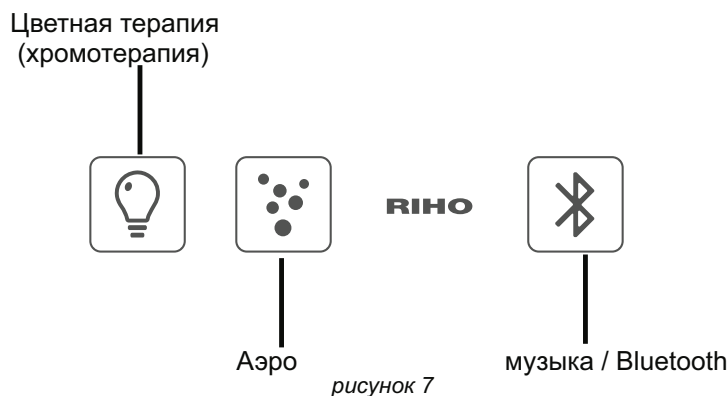 Цветная терапия
(хромотерапия)
RIHO
Аэро
музыка / Bluetooth
рисунок 7